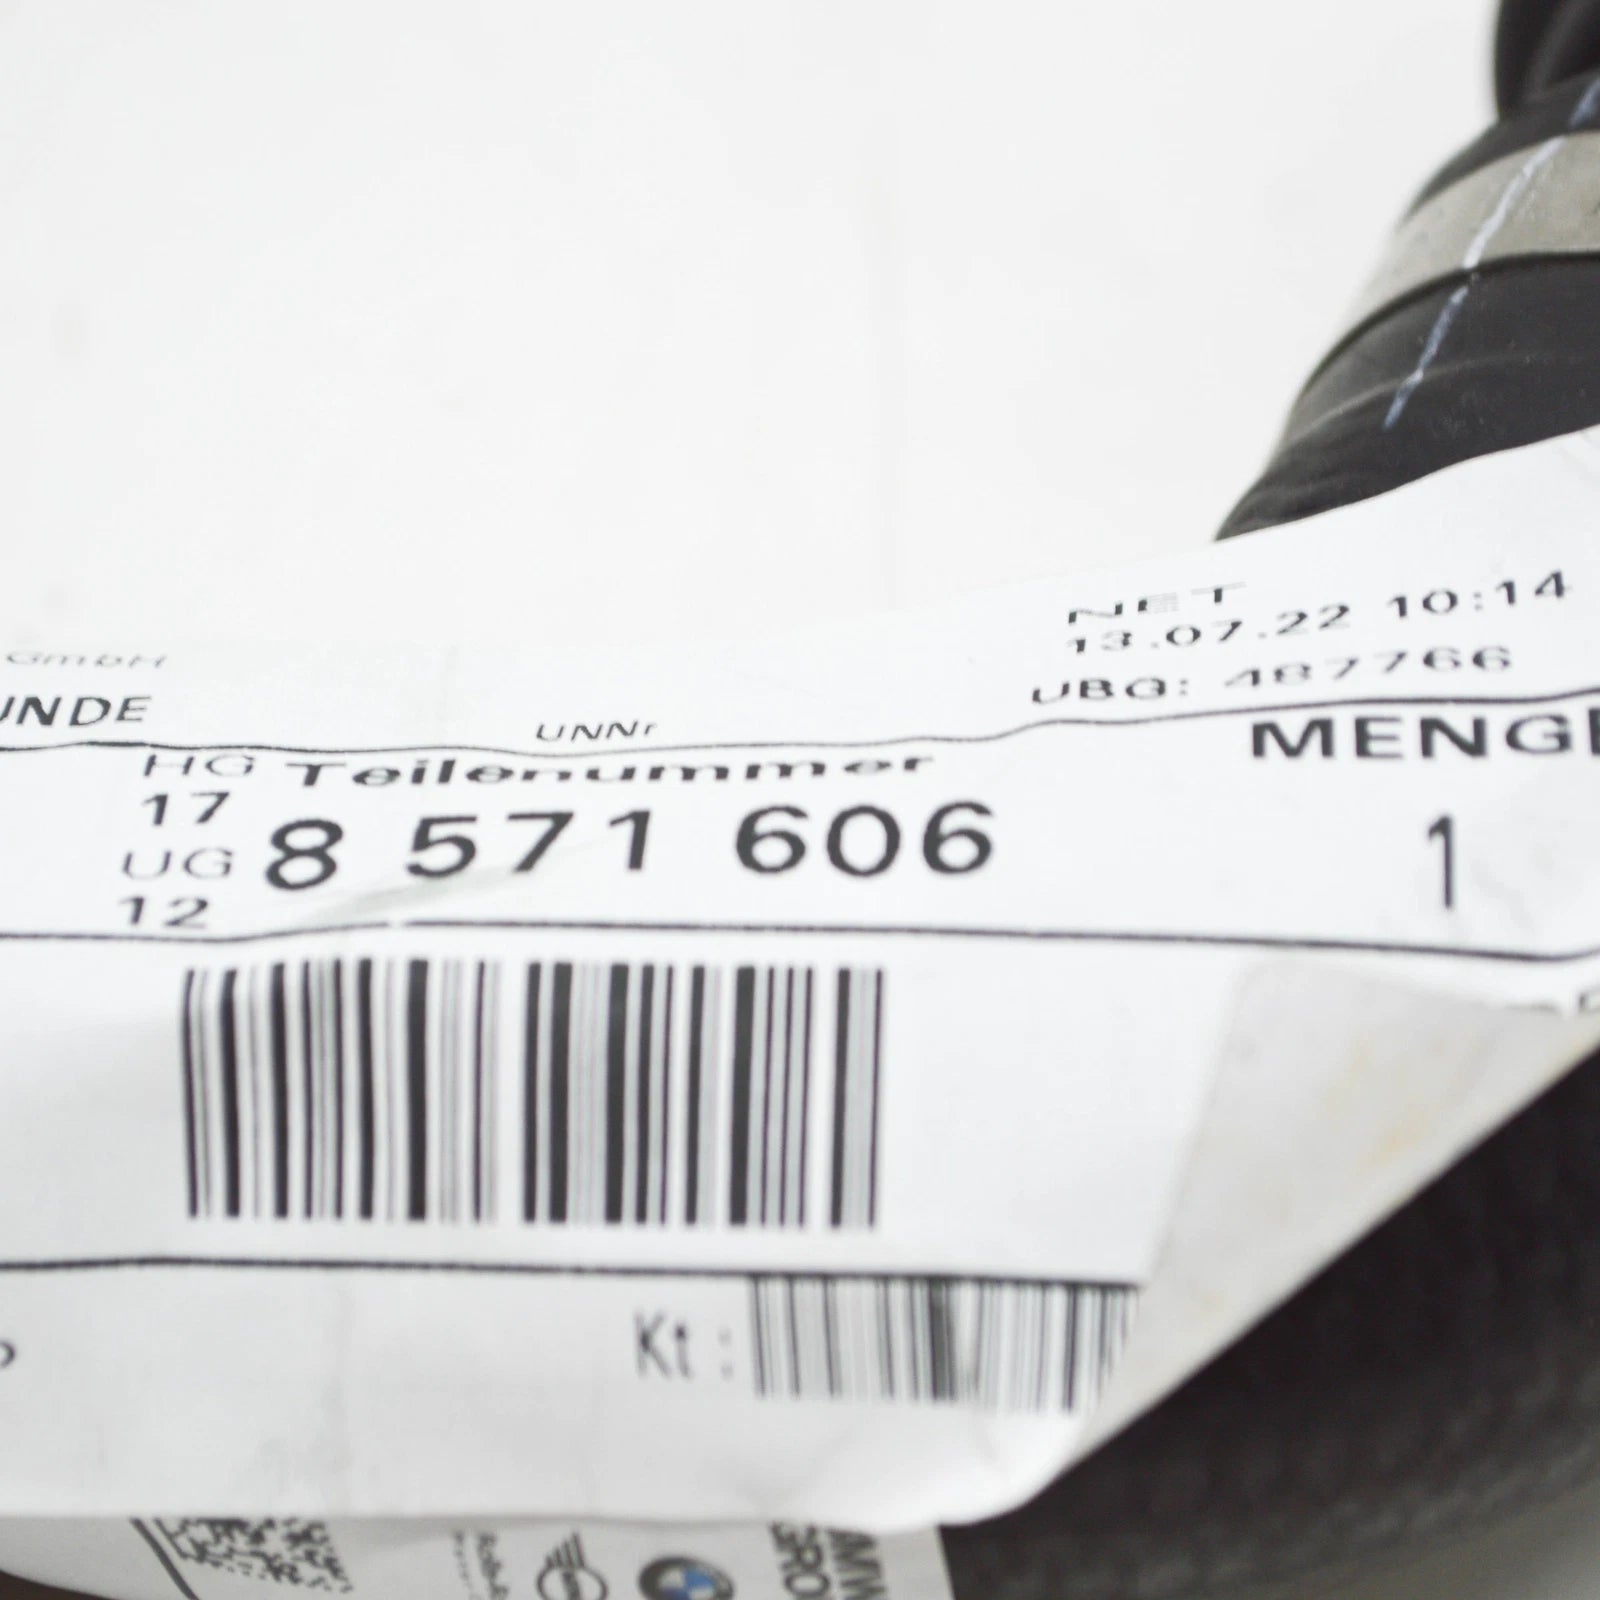 NET
13.07.22 10:14
UBG: 487766
GmbH
UNDE
UNNr
HG Teilenummer MENGE
17
8 571 606 1
UG
12
Kt :